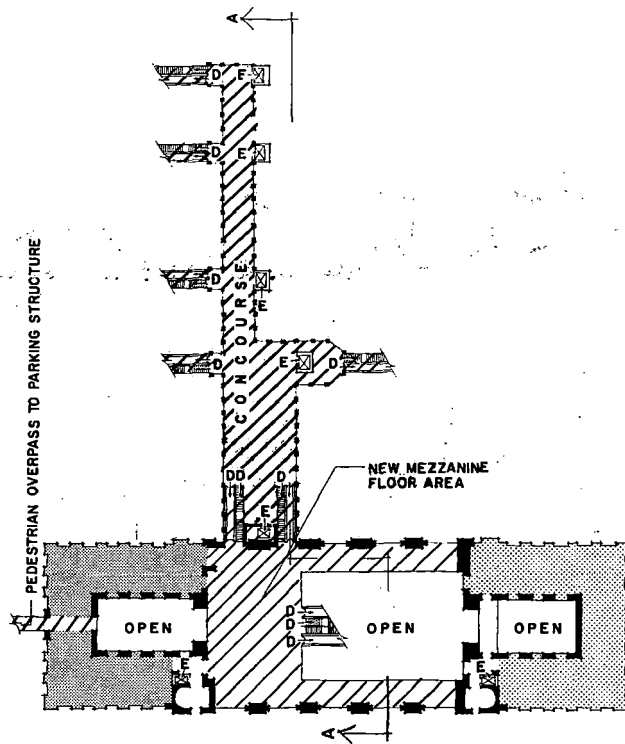 A
D E
D E
D
E
CONCOURSE
D E D
DD D
E
NEW MEZZANINE
FLOOR AREA
PEDESTRIAN OVERPASS TO PARKING STRUCTURE
OPEN
D
D
D
OPEN
OPEN
E
E
A